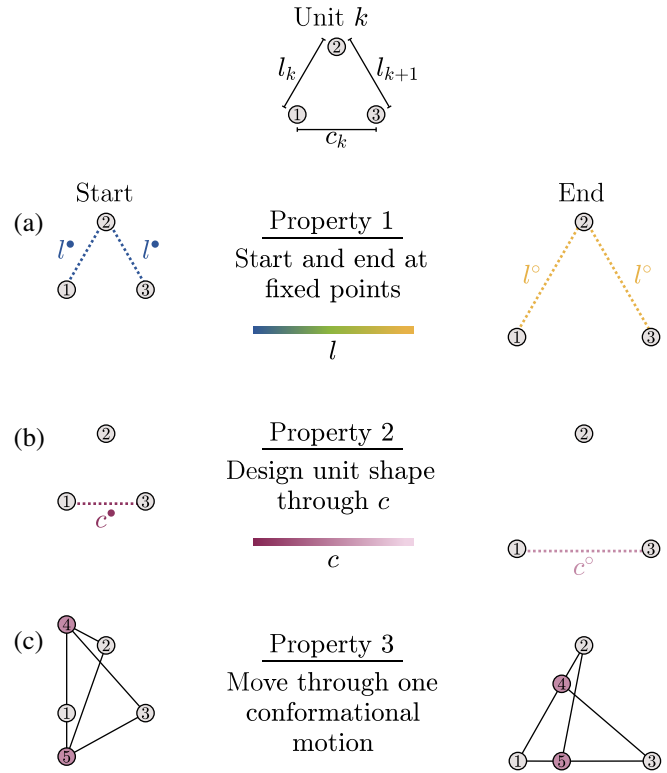 Unit k
2
l_k l_{k+1}
1 3
c_k
Start End
(a) 2 Property 1 2
l• l• Start and end at l° l°
1 3 fixed points 1 3
l
(b) 2 Property 2 2
Design unit shape
1 3 through c 1 3
c• c c°
(c) 4 2 Property 3 2
4
1 3 Move through one
conformational
5 motion 1 5 3